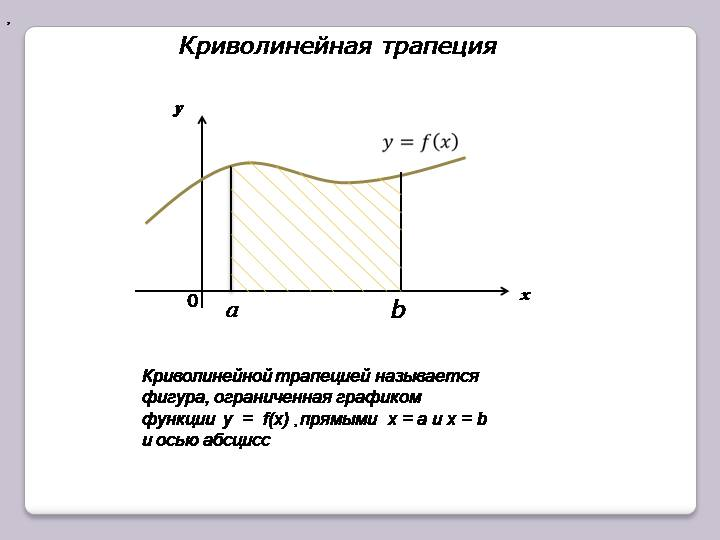 ,
Криволинейная трапеция
y
y = f(x)
0
a
b
x
Криволинейной трапецией называется
фигура, ограниченная графиком
функции y = f(x) , прямыми x = a и x = b
и осью абсцисс